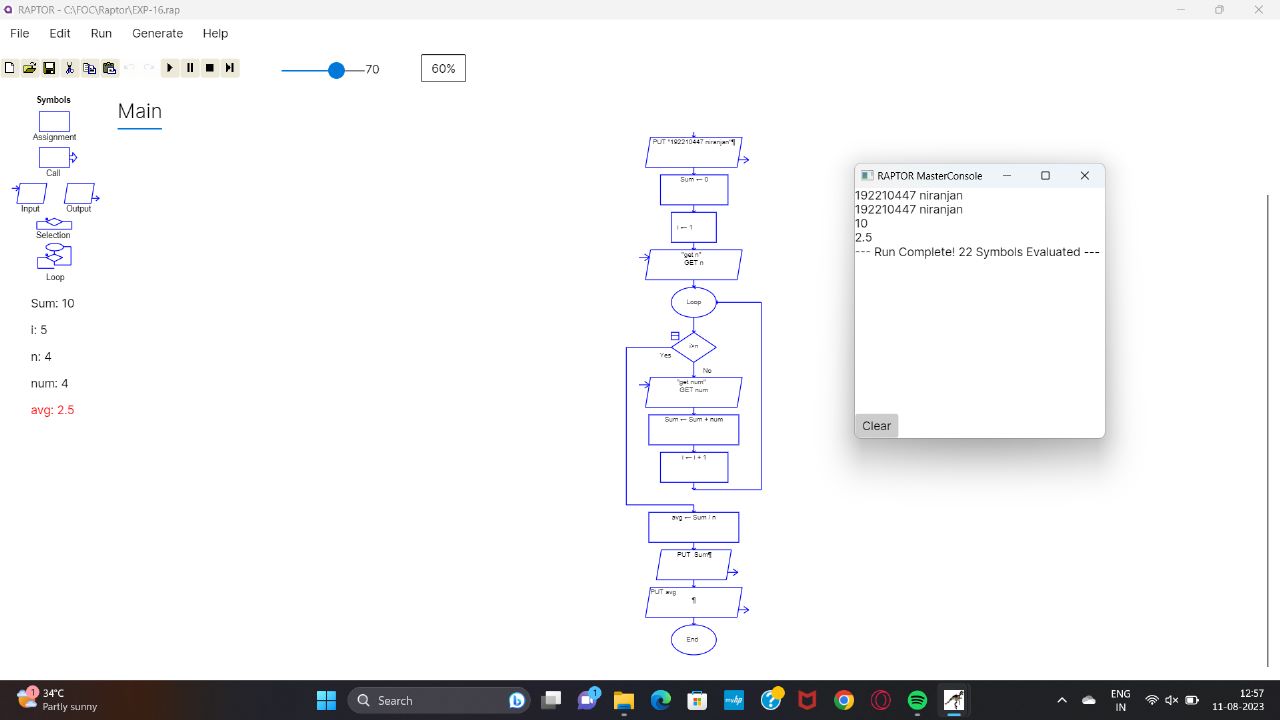 RAPTOR - C:\FOC\Raptor\EXP-16.rap
File Edit Run Generate Help
70
60%
Symbols
Assignment
Call
Input Output
Selection
Loop
Sum: 10
i: 5
n: 4
num: 4
avg: 2.5
Main
PUT "192210447 niranjan"¶
Sum ← 0
i ← 1
"get n"
GET n
Loop
i>n
Yes
No
"get num"
GET num
Sum ← Sum + num
i ← i + 1
avg ← Sum / n
PUT Sum¶
PUT avg
¶
End
RAPTOR MasterConsole
192210447 niranjan
192210447 niranjan
10
2.5
--- Run Complete! 22 Symbols Evaluated ---
Clear
1
34°C
Partly sunny
Search
1
myhp
ENG
IN
12:57
11-08-2023